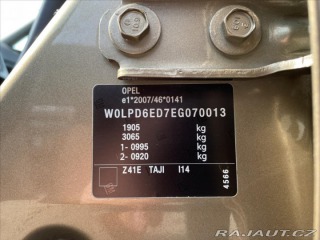 OPEL
e1*2007/46*0141
W0LPD6ED7EG070013
1905 kg
3065 kg
1- 0995 kg
2- 0920 kg
Z41E TAJI I14
4566
RAJAUT.CZ